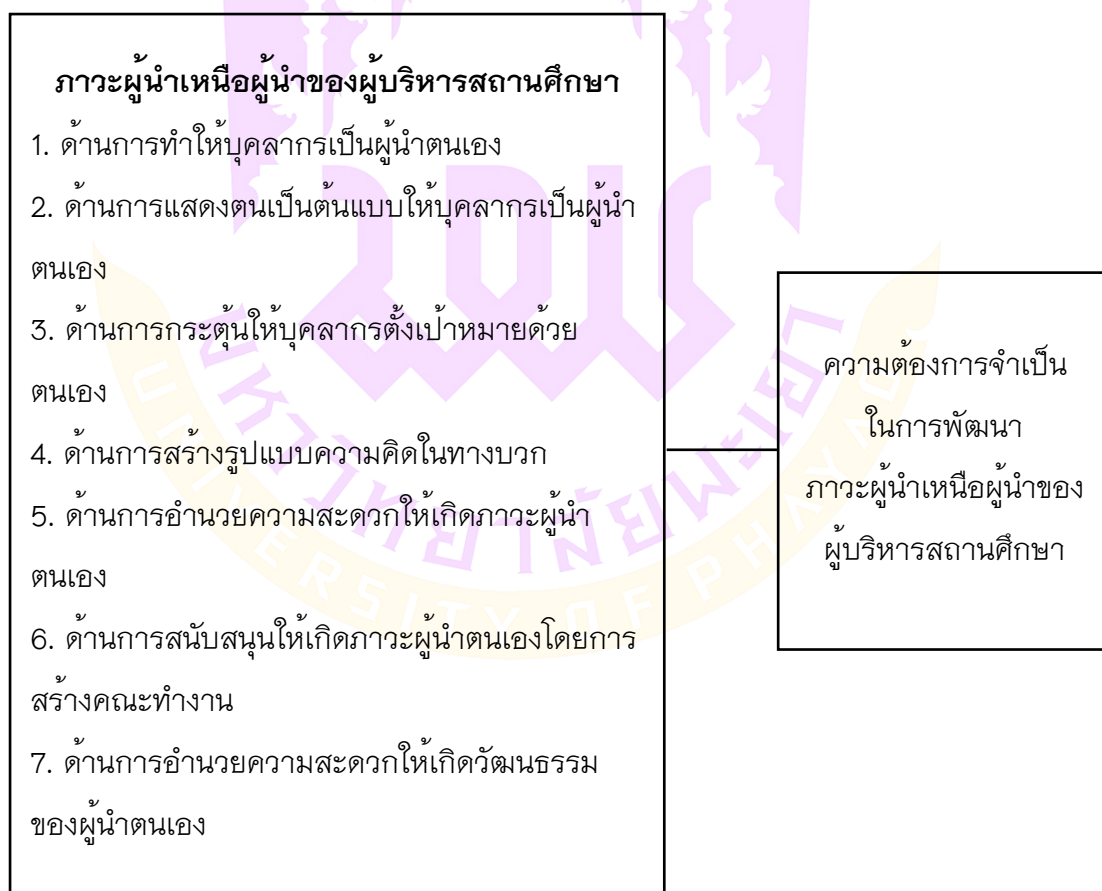 ภาวะผู้นำเหนือผู้นำของผู้บริหารสถานศึกษา
1. ด้านการทำให้บุคลากรเป็นผู้นำตนเอง
2. ด้านการแสดงตนเป็นต้นแบบให้บุคลากรเป็นผู้นำ
ตนเอง
3. ด้านการกระตุ้นให้บุคลากรตั้งเป้าหมายด้วย
ตนเอง
4. ด้านการสร้างรูปแบบความคิดในทางบวก
5. ด้านการอำนวยความสะดวกให้เกิดภาวะผู้นำ
ตนเอง
6. ด้านการสนับสนุนให้เกิดภาวะผู้นำตนเองโดยการ
สร้างคณะทำงาน
7. ด้านการอำนวยความสะดวกให้เกิดวัฒนธรรม
ของผู้นำตนเอง
ความต้องการจำเป็น
ในการพัฒนา
ภาวะผู้นำเหนือผู้นำของ
ผู้บริหารสถานศึกษา
มหาวิทยาลัยพะเยา
UNIVERSITY OF PHAYAO